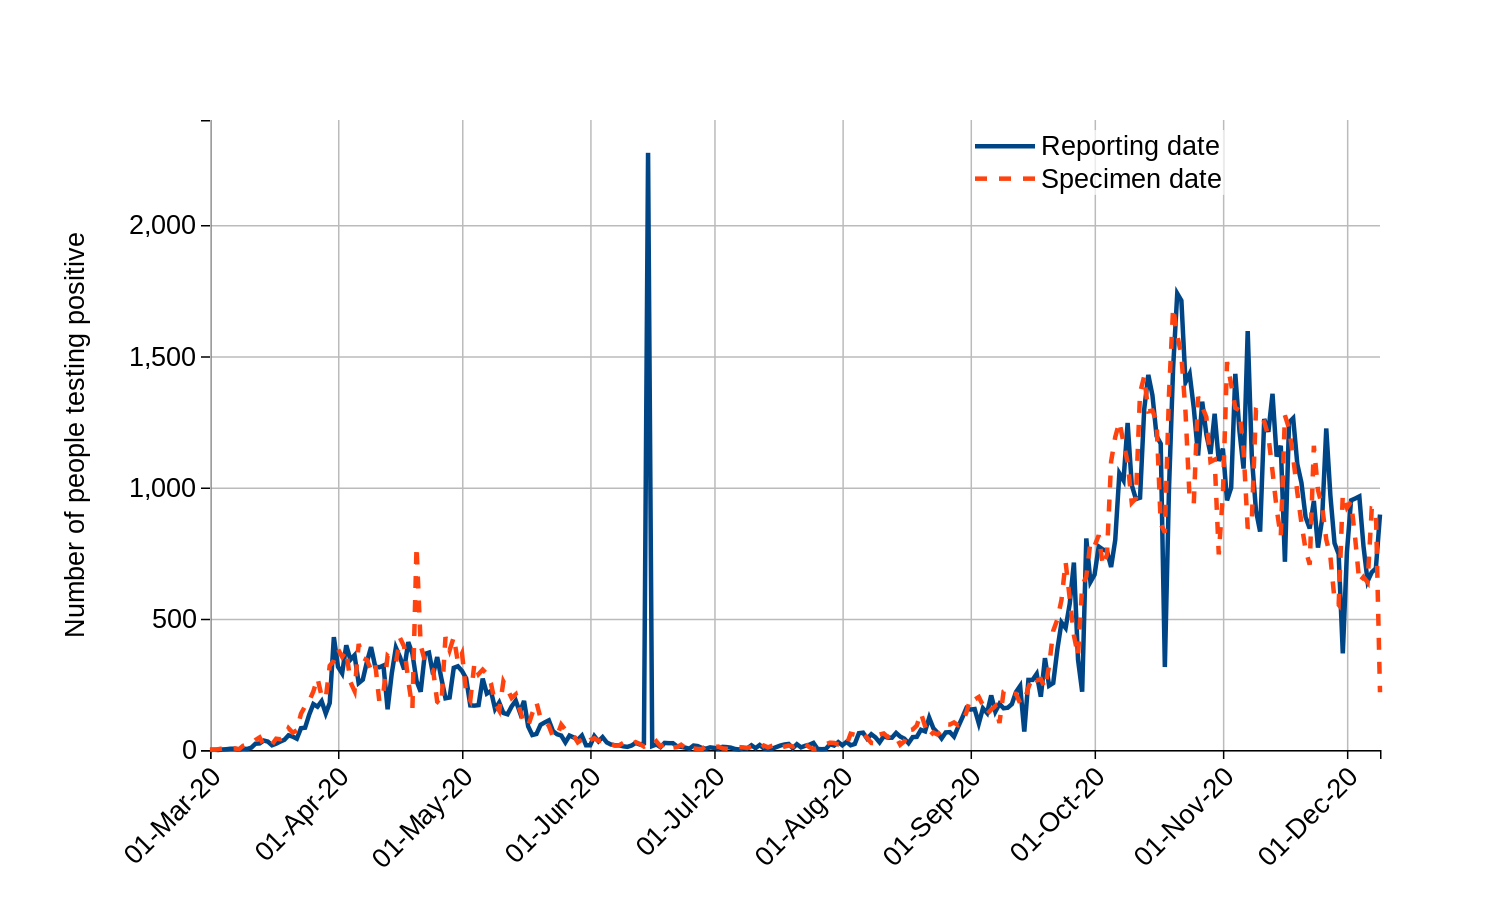 Reporting date
Specimen date
Number of people testing positive
2,000
1,500
1,000
500
0
01-Mar-20
01-Apr-20
01-May-20
01-Jun-20
01-Jul-20
01-Aug-20
01-Sep-20
01-Oct-20
01-Nov-20
01-Dec-20